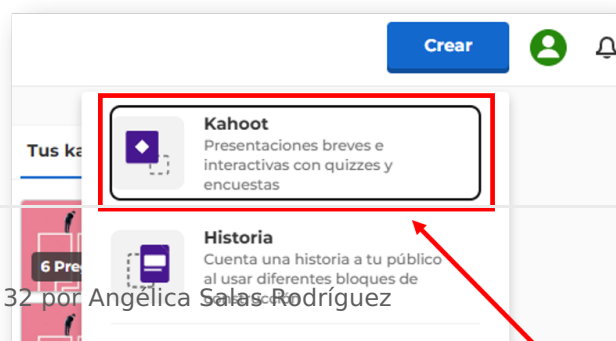 Crear
Kahoot
Presentaciones breves e
interactivas con quizzes y
encuestas
Tus ka
Historia
Cuenta una historia a tu público
al usar diferentes bloques de
construcción
6 Pre
32 por Angélica Salas Rodríguez